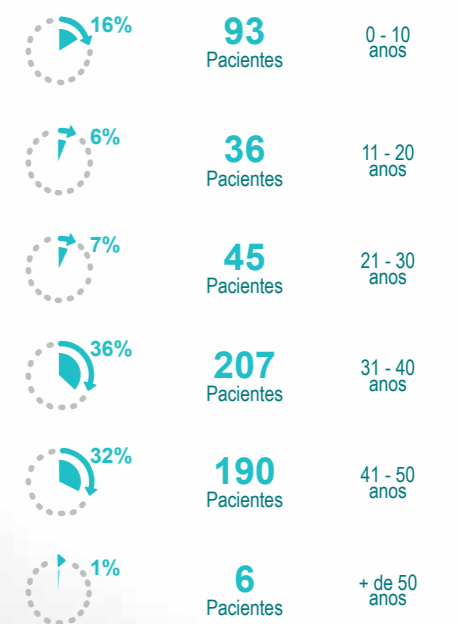 16%
93
Pacientes
0 - 10
anos
6%
36
Pacientes
11 - 20
anos
7%
45
Pacientes
21 - 30
anos
36%
207
Pacientes
31 - 40
anos
32%
190
Pacientes
41 - 50
anos
1%
6
Pacientes
+ de 50
anos